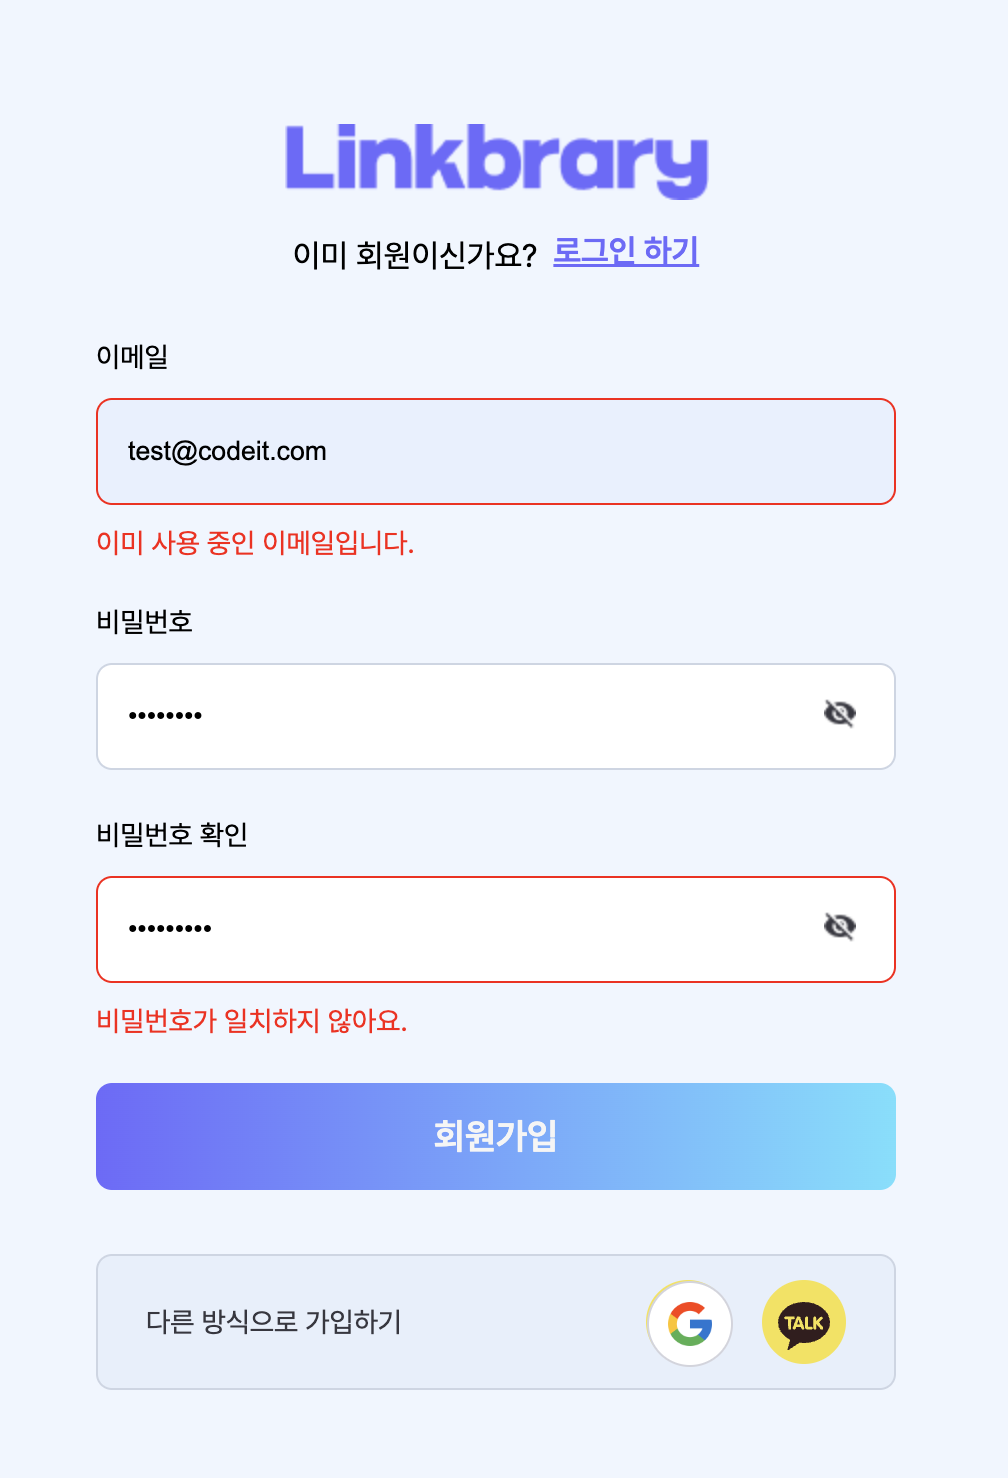 Linkbrary
이미 회원이신가요? 로그인 하기
이메일
test@codeit.com
이미 사용 중인 이메일입니다.
비밀번호
••••••••
비밀번호 확인
•••••••••
비밀번호가 일치하지 않아요.
회원가입
다른 방식으로 가입하기
G
TALK